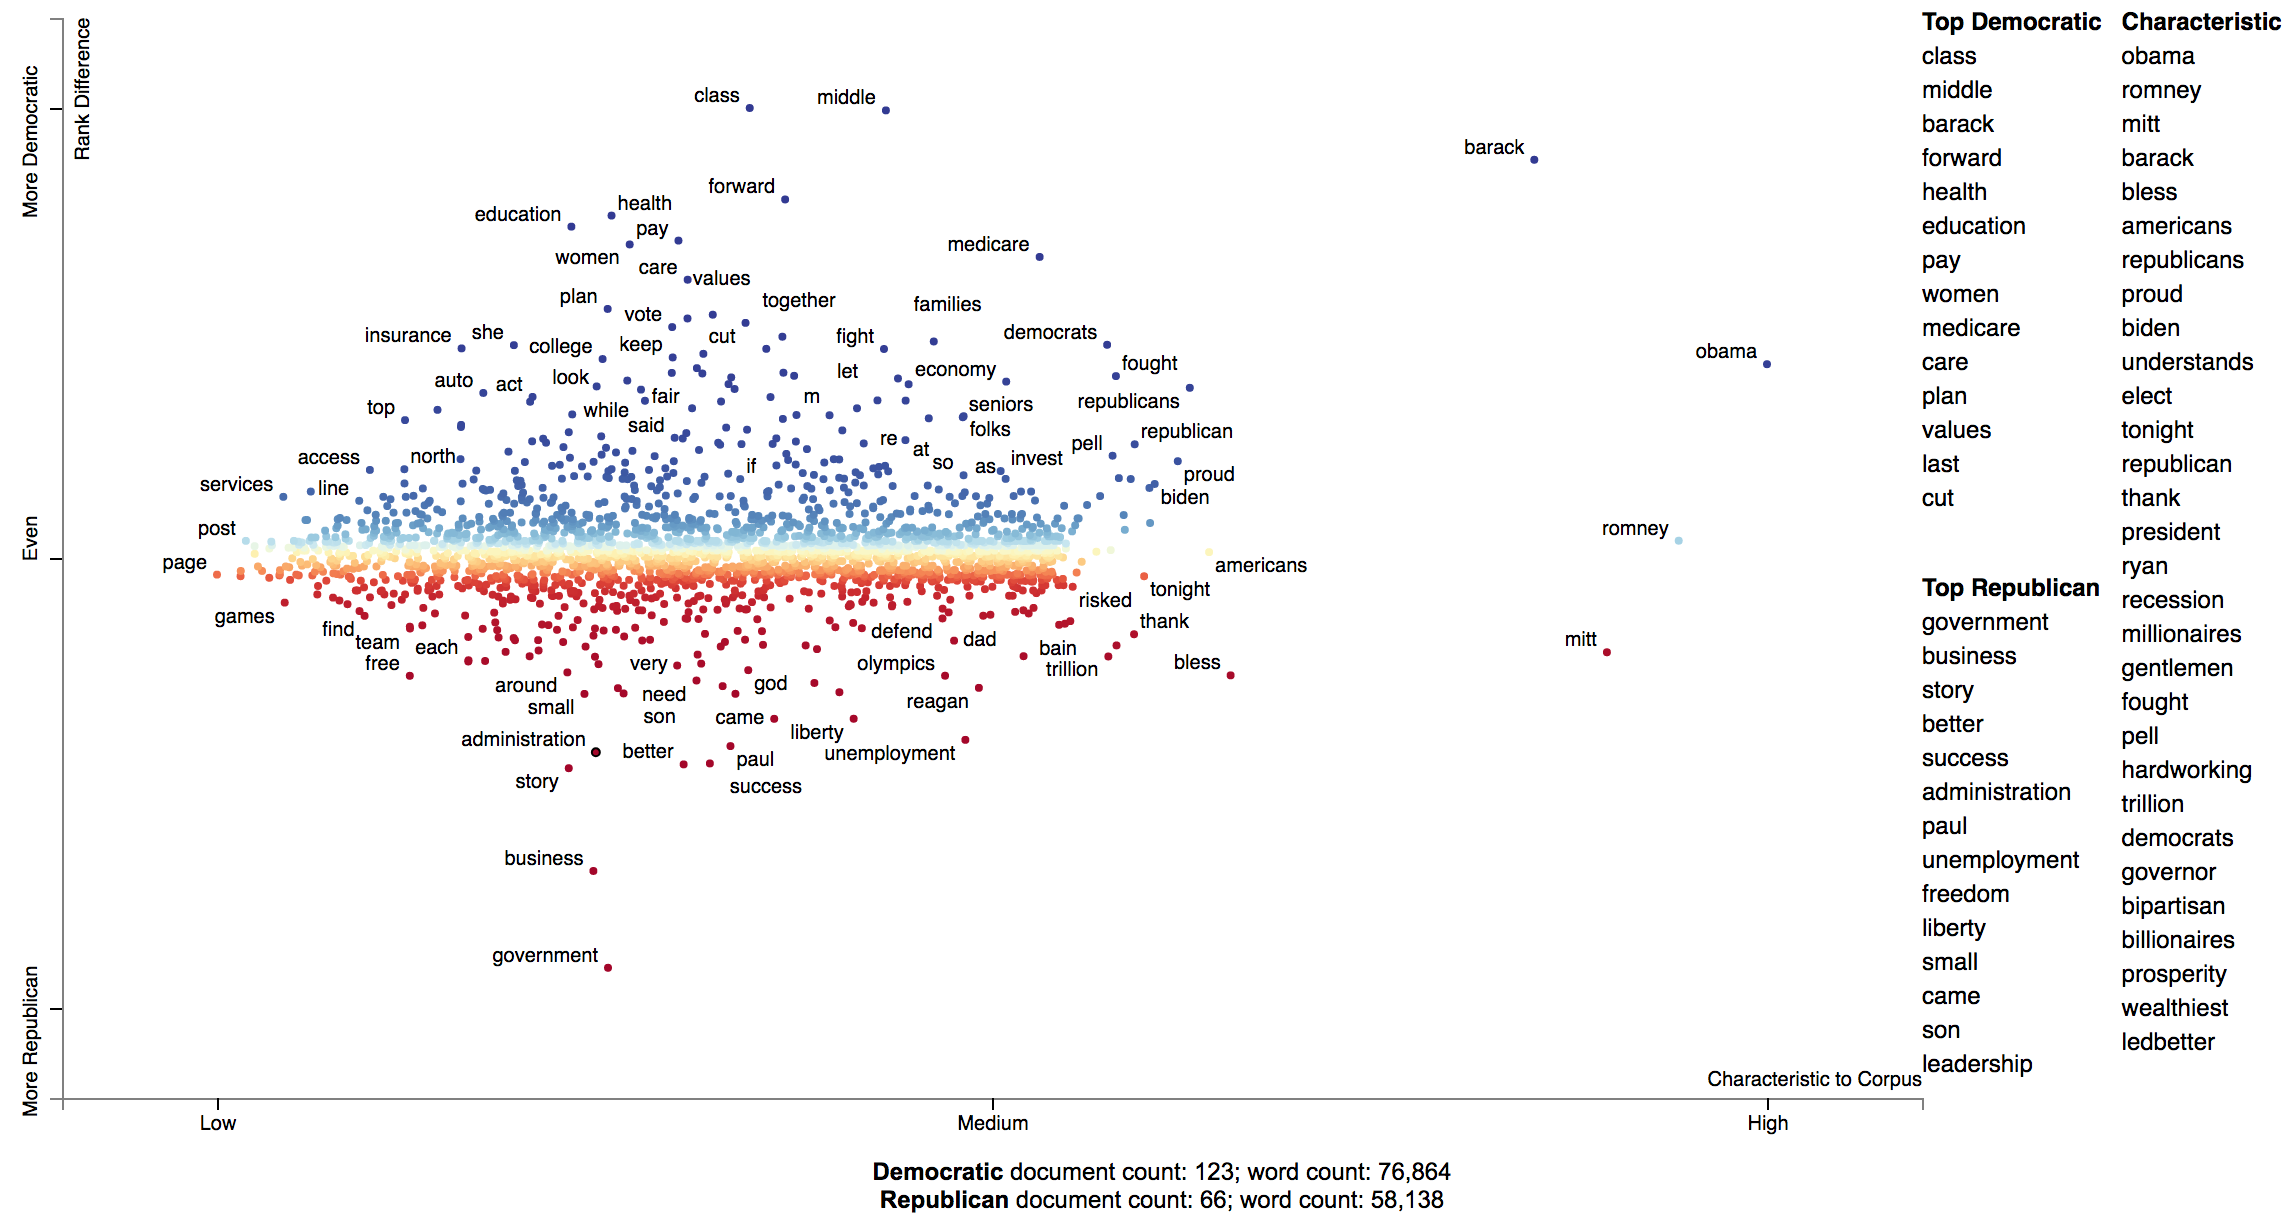 More Democratic
Even
More Republican
Rank Difference
class
middle
barack
forward
health
education
pay
women
medicare
care
values
plan
together
families
vote
democrats
insurance
she
cut
fight
college
keep
obama
fought
let
economy
look
auto
act
fair
m
republicans
seniors
top
while
said
folks
re
republican
pell
at
north
access
if
so
as
invest
proud
services
line
biden
post
romney
page
americans
tonight
risked
games
find
thank
defend
dad
team
each
bain
mitt
free
very
olympics
trillion
bless
around
need
god
reagan
small
son
came
liberty
administration
better
paul
unemployment
story
success
business
government
Characteristic to Corpus
Low
Medium
High
Top Democratic
class
middle
barack
forward
health
education
pay
women
medicare
care
plan
values
last
cut
Top Republican
government
business
story
better
success
administration
paul
unemployment
freedom
liberty
small
came
son
leadership
Characteristic
obama
romney
mitt
barack
bless
americans
republicans
proud
biden
understands
elect
tonight
republican
thank
president
ryan
recession
millionaires
gentlemen
fought
pell
hardworking
trillion
democrats
governor
bipartisan
billionaires
prosperity
wealthiest
ledbetter
Democratic document count: 123; word count: 76,864
Republican document count: 66; word count: 58,138